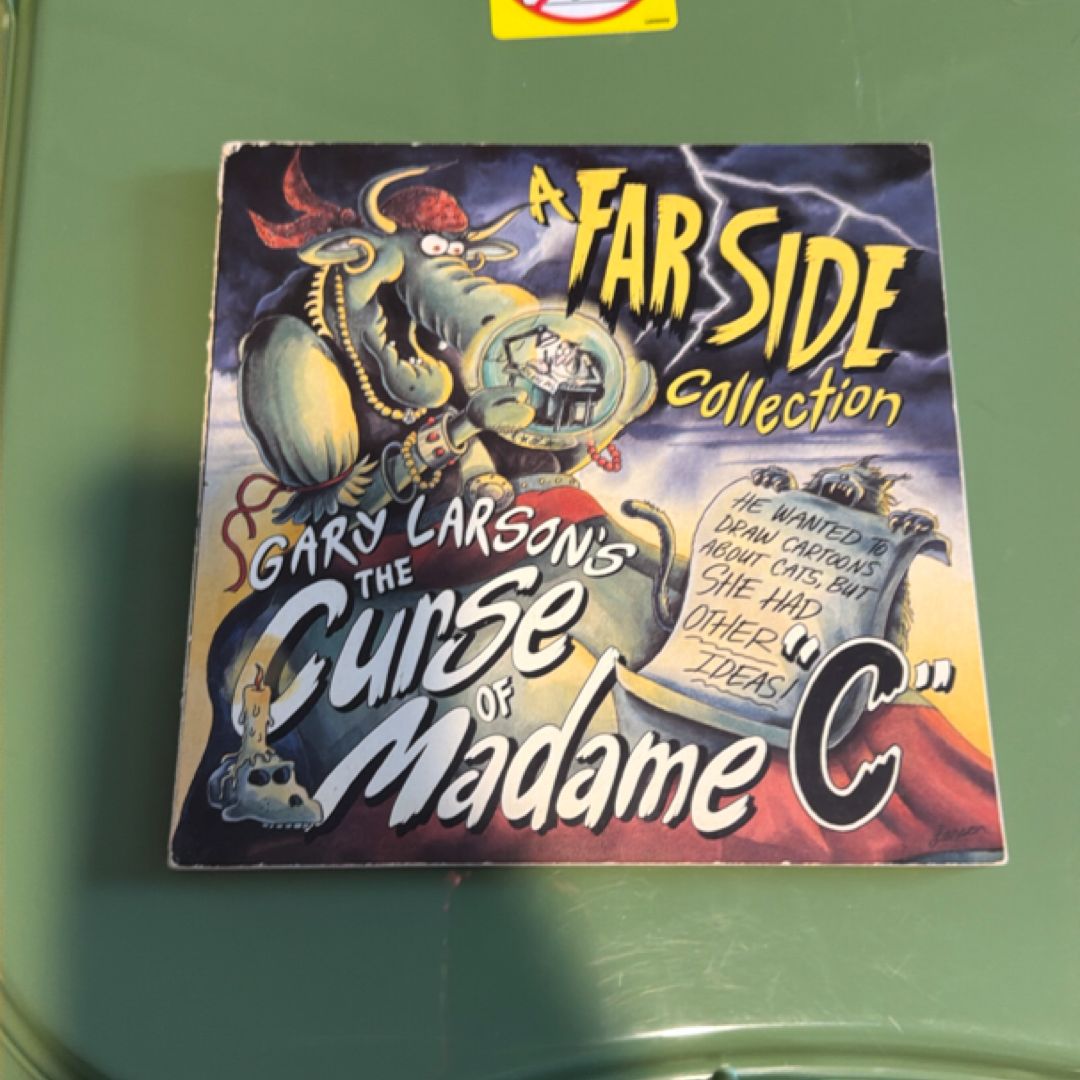 A FAR SIDE
Collection
HE WANTED TO
DRAW CARTOONS
ABOUT CATS, BUT
SHE HAD
OTHER
IDEAS!
GARY LARSON'S
THE
Curse
OF
Madame "C"
Larson